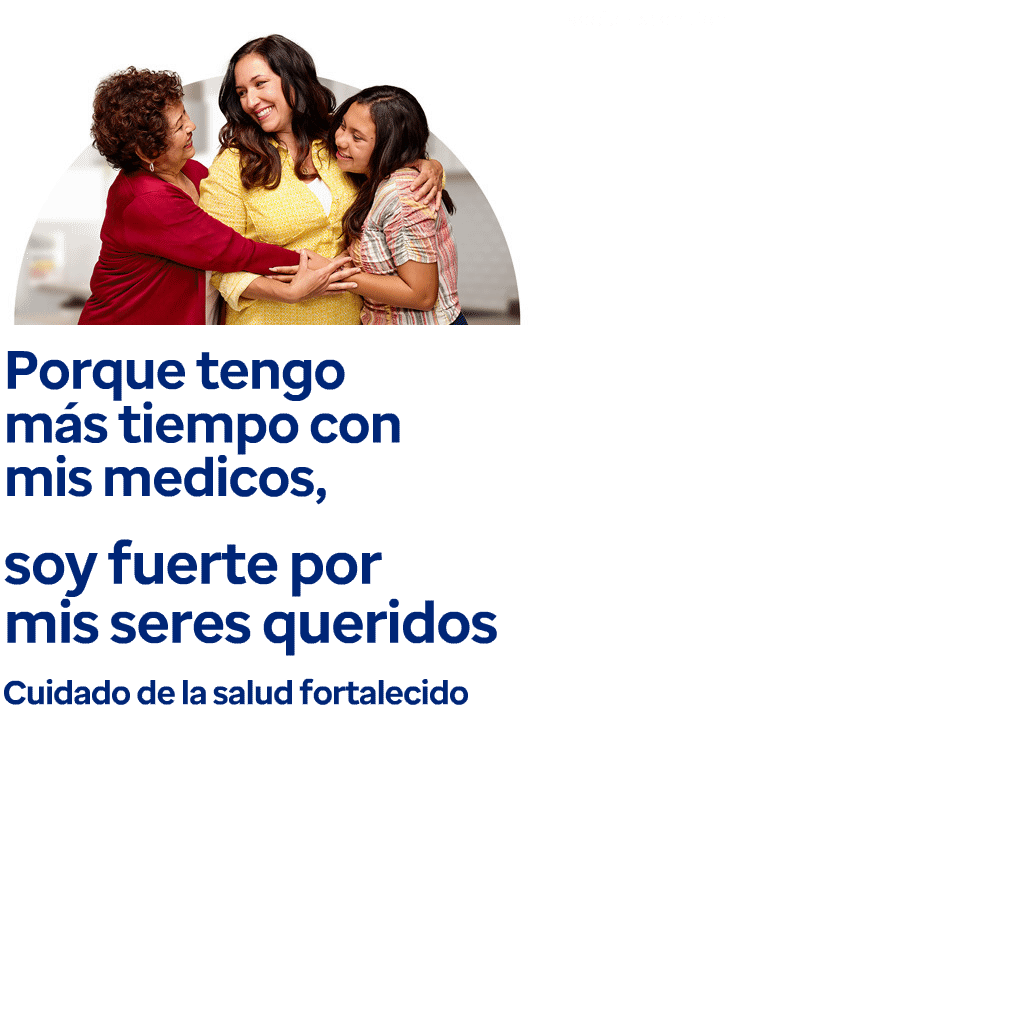 Porque tengo
más tiempo con
mis medicos,
soy fuerte por
mis seres queridos
Cuidado de la salud fortalecido